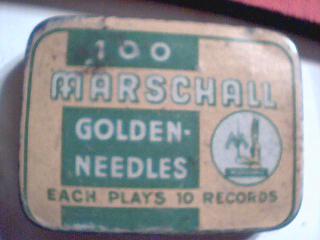 100
MARSCHALL
GOLDEN-
NEEDLES
EACH PLAYS 10 RECORDS